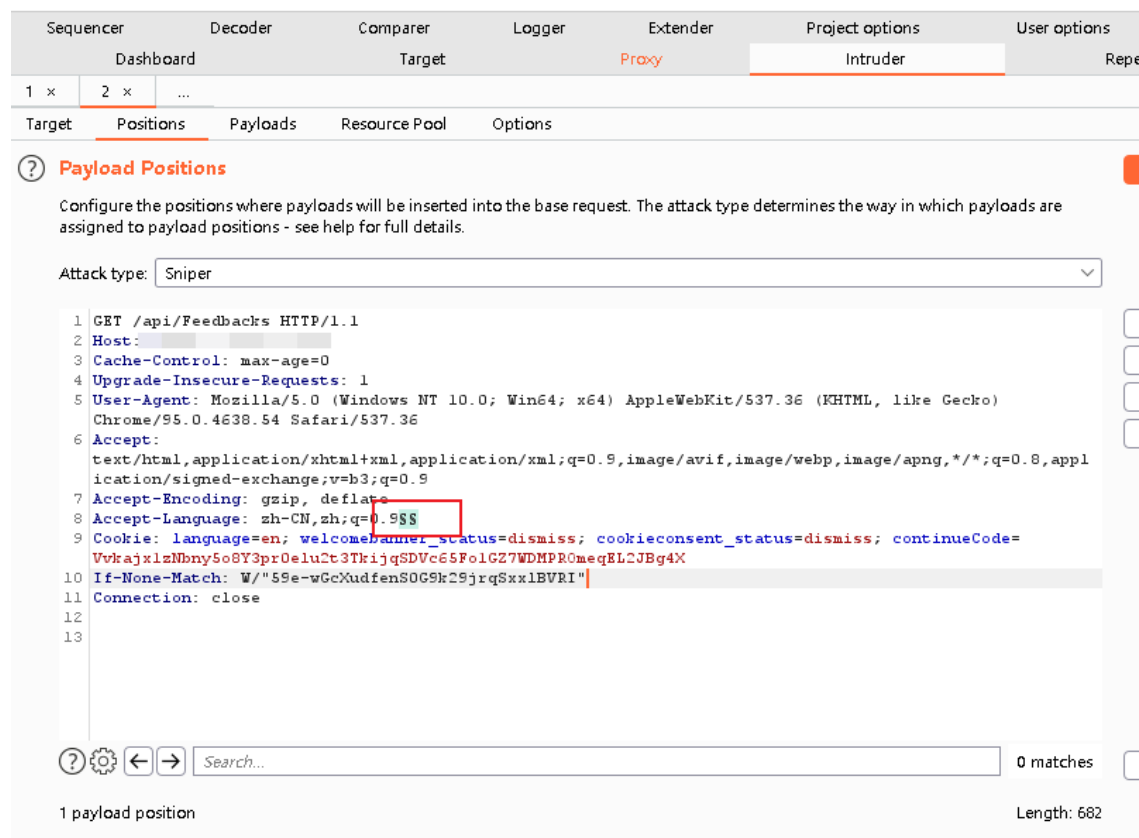 Sequencer Decoder Comparer Logger Extender Project options User options
Dashboard Target Proxy Intruder Repe
1 × 2 × ...
Target Positions Payloads Resource Pool Options
? Payload Positions
Configure the positions where payloads will be inserted into the base request. The attack type determines the way in which payloads are
assigned to payload positions - see help for full details.
Attack type: Sniper
1 GET /api/Feedbacks HTTP/1.1
2 Host:
3 Cache-Control: max-age=0
4 Upgrade-Insecure-Requests: 1
5 User-Agent: Mozilla/5.0 (Windows NT 10.0; Win64; x64) AppleWebKit/537.36 (KHTML, like Gecko)
Chrome/95.0.4638.54 Safari/537.36
6 Accept:
text/html,application/xhtml+xml,application/xml;q=0.9,image/avif,image/webp,image/apng,*/*;q=0.8,appl
ication/signed-exchange;v=b3;q=0.9
7 Accept-Encoding: gzip, deflate
8 Accept-Language: zh-CN,zh;q=0.9§§
9 Cookie: language=en; welcomebanner_status=dismiss; cookieconsent_status=dismiss; continueCode=
VvkajxlzNbny5o8Y3pr0elu2t3TkijqSDVc65Fo1GZ7WDMPR0meqEL2JBg4X
10 If-None-Match: W/"59e-wGcXudfenS0G9k29jrqSxxlBVRI"
11 Connection: close
12
13
? ← → Search... 0 matches
1 payload position Length: 682